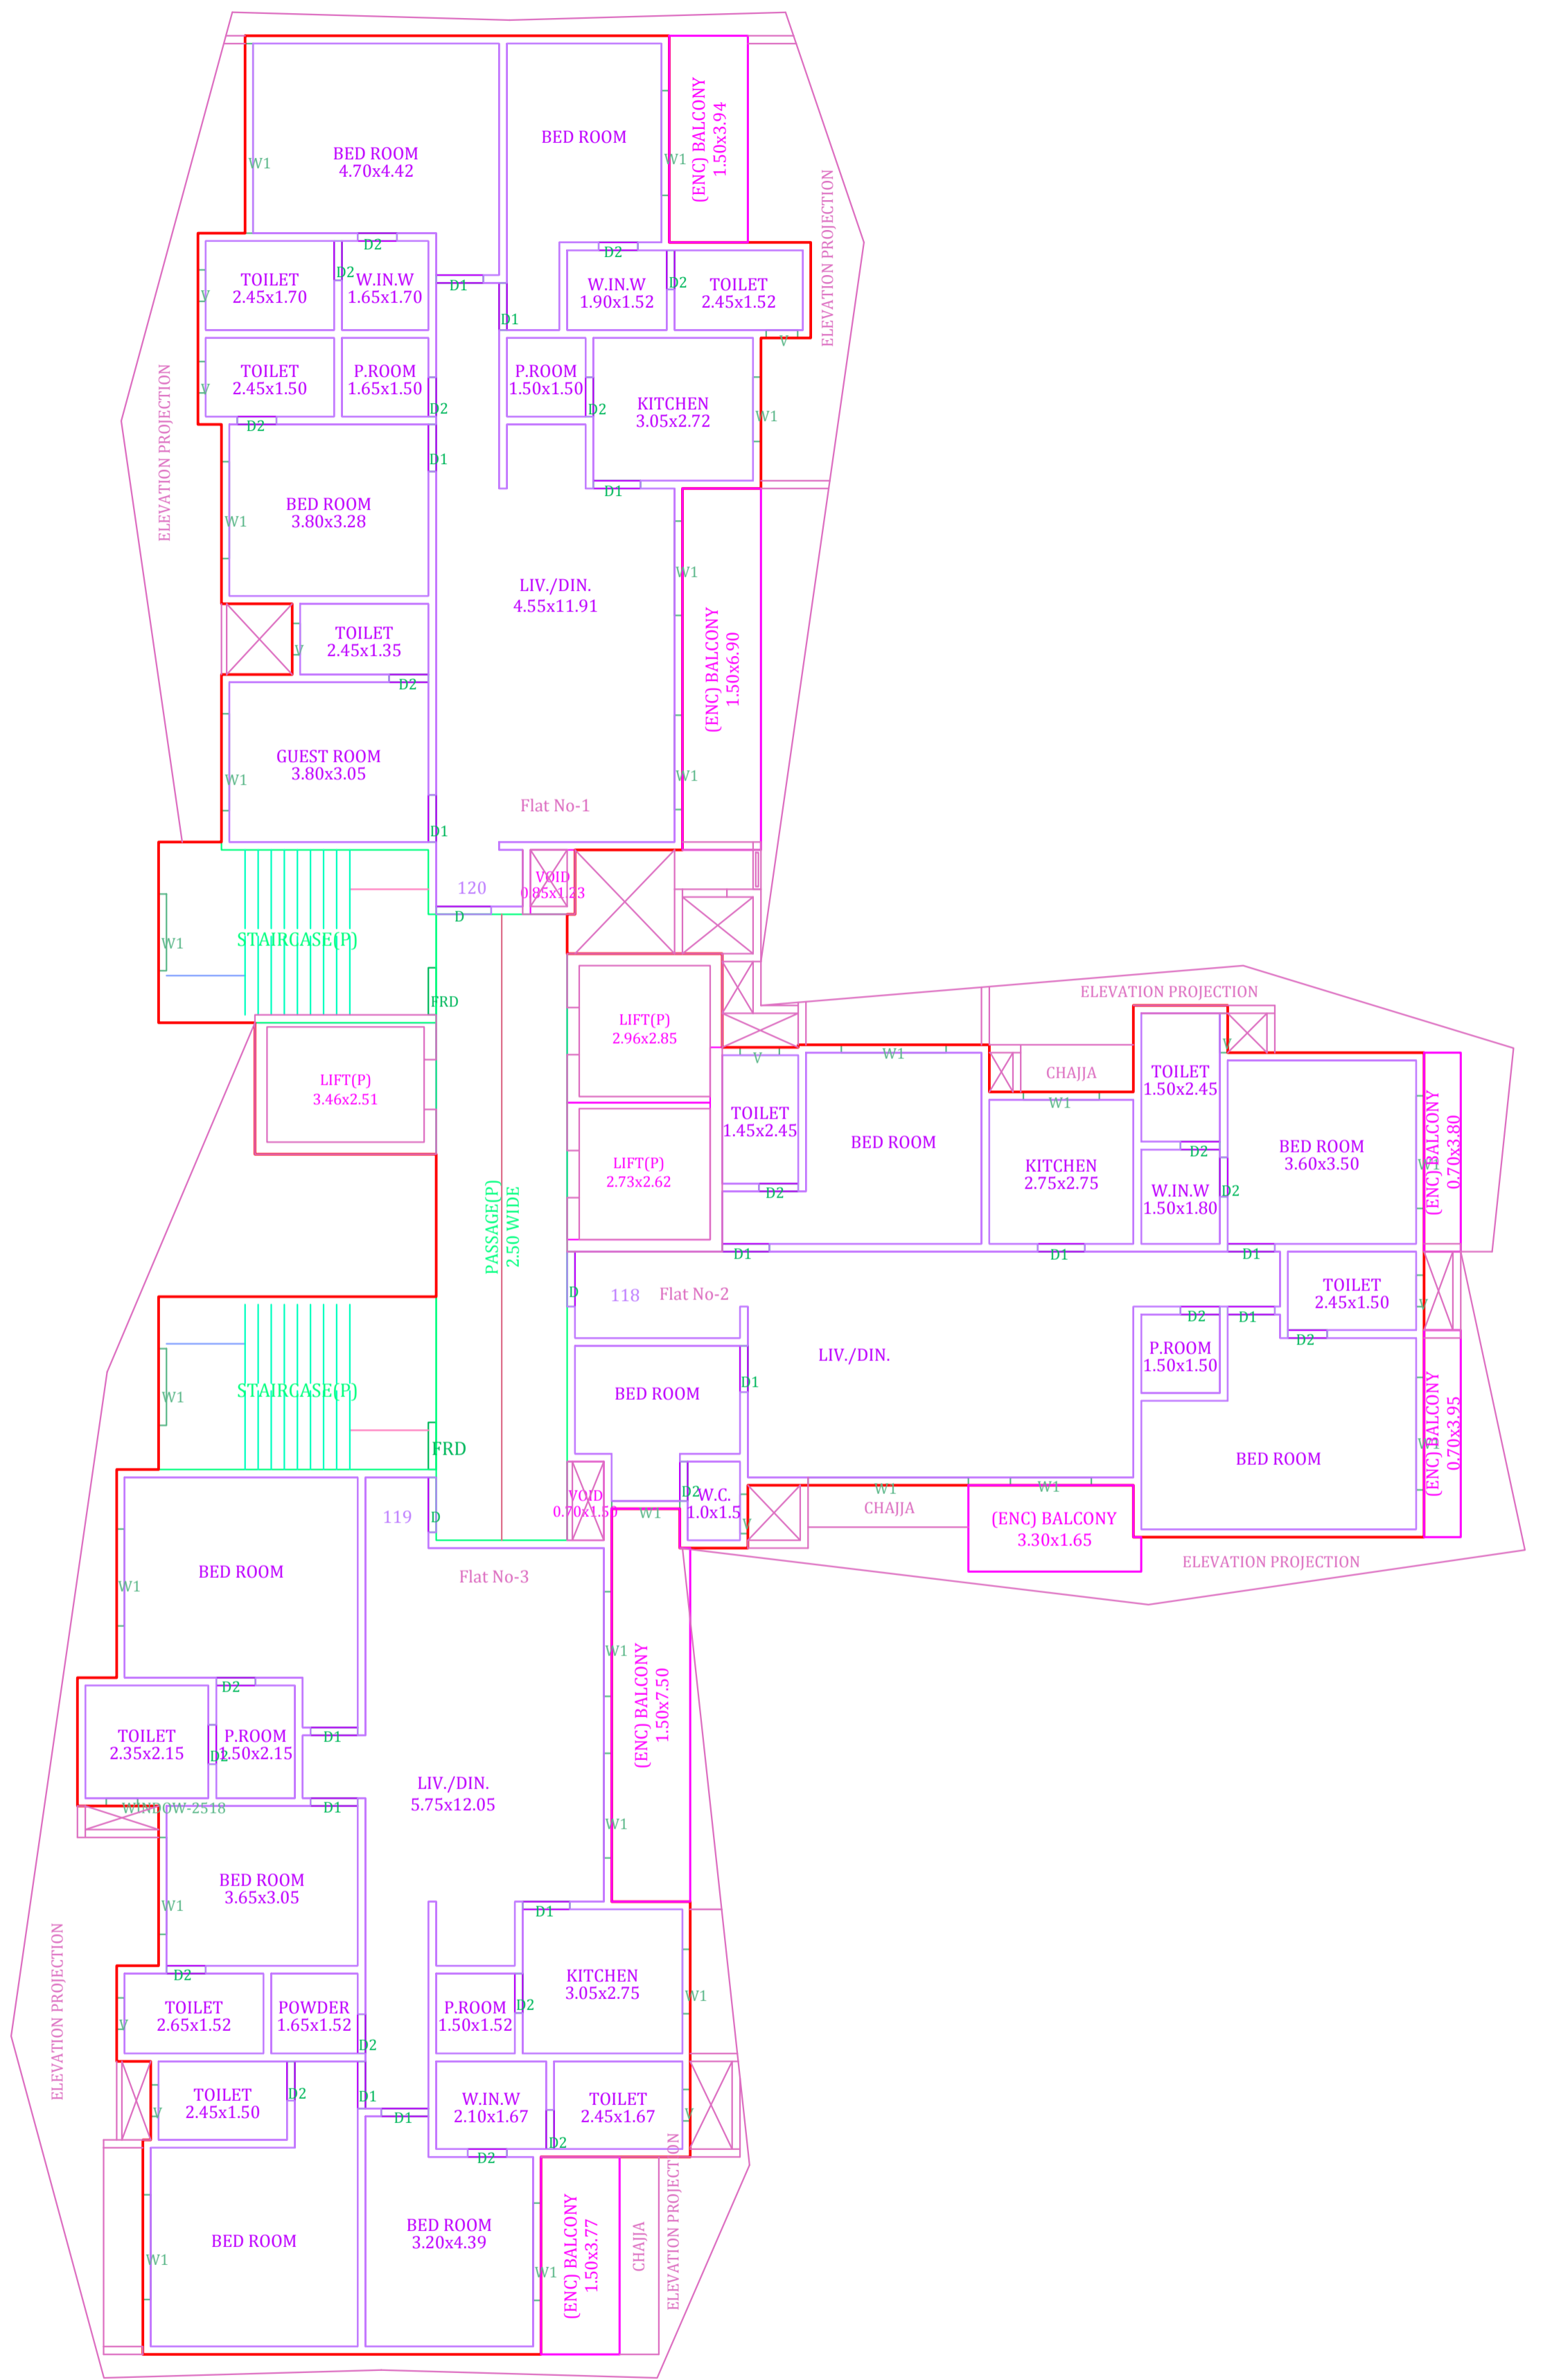 (ENC) BALCONY
1.50x3.94
BED ROOM
BED ROOM
4.70x4.42
W1
W1
ELEVATION PROJECTION
D2
D2
TOILET
2.45x1.70
D2
W.IN.W
1.65x1.70
V
D1
W.IN.W
1.90x1.52
D2
TOILET
2.45x1.52
D1
V
TOILET
2.45x1.50
V
P.ROOM
1.65x1.50
P.ROOM
1.50x1.50
D2
D2
D2
KITCHEN
3.05x2.72
W1
ELEVATION PROJECTION
D1
D1
BED ROOM
3.80x3.28
W1
LIV./DIN.
4.55x11.91
W1
(ENC) BALCONY
1.50x6.90
TOILET
2.45x1.35
V
D2
GUEST ROOM
3.80x3.05
W1
W1
Flat No-1
D1
VOID
0.85x1.23
120
D
STAIRCASE(P)
W1
FRD
LIFT(P)
2.96x2.85
LIFT(P)
3.46x2.51
ELEVATION PROJECTION
V
W1
CHAJJA
W1
V
TOILET
1.50x2.45
TOILET
1.45x2.45
BED ROOM
KITCHEN
2.75x2.75
BED ROOM
3.60x3.50
(ENC) BALCONY
0.70x3.80
W1
LIFT(P)
2.73x2.62
D2
D2
W.IN.W
1.50x1.80
D2
PASSAGE(P)
2.50 WIDE
D1
D1
D1
D
118
Flat No-2
TOILET
2.45x1.50
V
D2
D1
D2
LIV./DIN.
P.ROOM
1.50x1.50
STAIRCASE(P)
W1
BED ROOM
D1
FRD
BED ROOM
W1
(ENC) BALCONY
0.70x3.95
VOID
0.70x1.50
D2
W.C.
1.0x1.5
W1
V
W1
W1
CHAJJA
(ENC) BALCONY
3.30x1.65
ELEVATION PROJECTION
119
D
Flat No-3
BED ROOM
W1
W1
(ENC) BALCONY
1.50x7.50
D2
TOILET
2.35x2.15
D2
P.ROOM
1.50x2.15
D1
LIV./DIN.
5.75x12.05
WINDOW-2518
D1
W1
BED ROOM
3.65x3.05
W1
D1
ELEVATION PROJECTION
D2
KITCHEN
3.05x2.75
W1
TOILET
2.65x1.52
V
POWDER
1.65x1.52
D2
P.ROOM
1.50x1.52
D2
TOILET
2.45x1.50
V
D2
D1
D1
W.IN.W
2.10x1.67
TOILET
2.45x1.67
V
D2
D2
BED ROOM
W1
BED ROOM
3.20x4.39
W1
(ENC) BALCONY
1.50x3.77
CHAJJA
ELEVATION PROJECTION